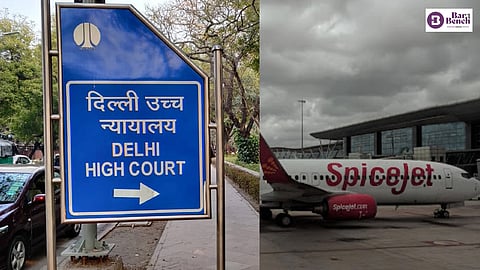 दिल्ली उच्च
न्यायालय
DELHI
HIGH COURT
Bar & Bench
SpiceJet
SpiceJet.com